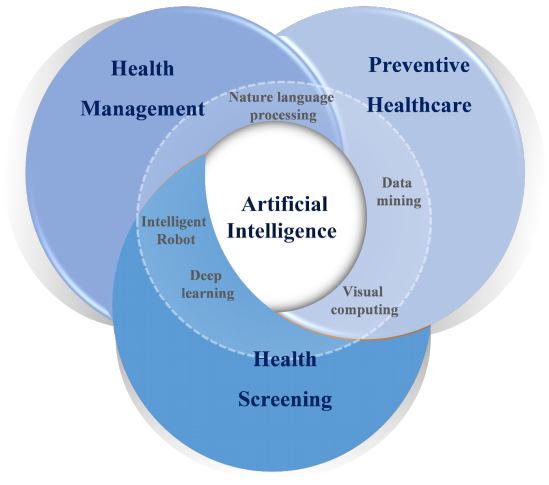 Health
Management
Preventive
Healthcare
Nature language
processing
Data
mining
Artificial
Intelligence
Intelligent
Robot
Deep
learning
Visual
computing
Health
Screening